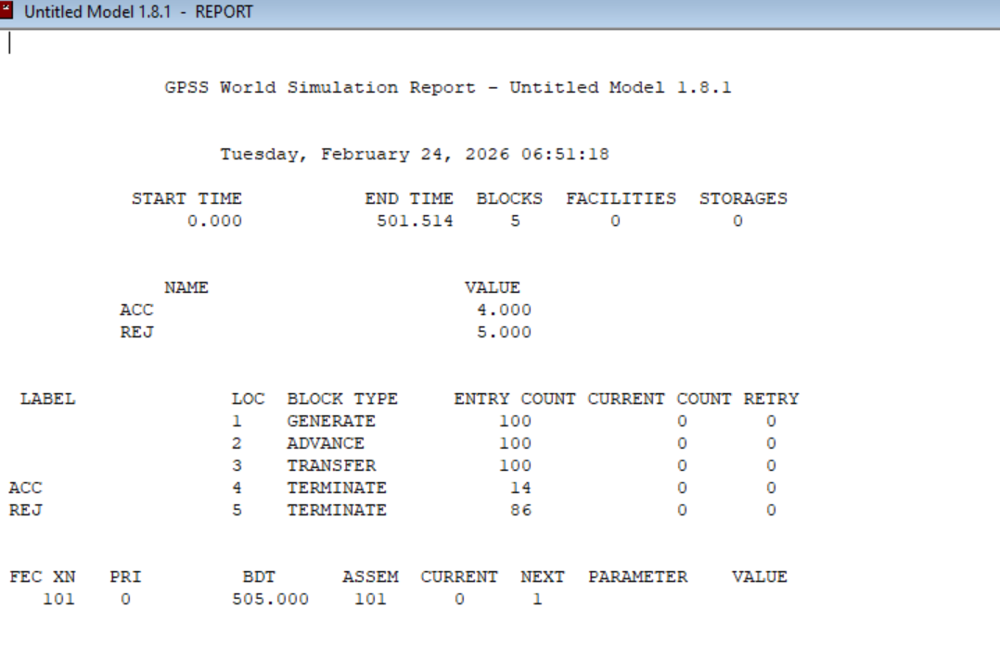 Untitled Model 1.8.1 - REPORT
GPSS World Simulation Report - Untitled Model 1.8.1
Tuesday, February 24, 2026 06:51:18
START TIME END TIME BLOCKS FACILITIES STORAGES
0.000 501.514 5 0 0
NAME VALUE
ACC 4.000
REJ 5.000
LABEL LOC BLOCK TYPE ENTRY COUNT CURRENT COUNT RETRY
1 GENERATE 100 0 0
2 ADVANCE 100 0 0
3 TRANSFER 100 0 0
ACC 4 TERMINATE 14 0 0
REJ 5 TERMINATE 86 0 0
FEC XN PRI BDT ASSEM CURRENT NEXT PARAMETER VALUE
101 0 505.000 101 0 1